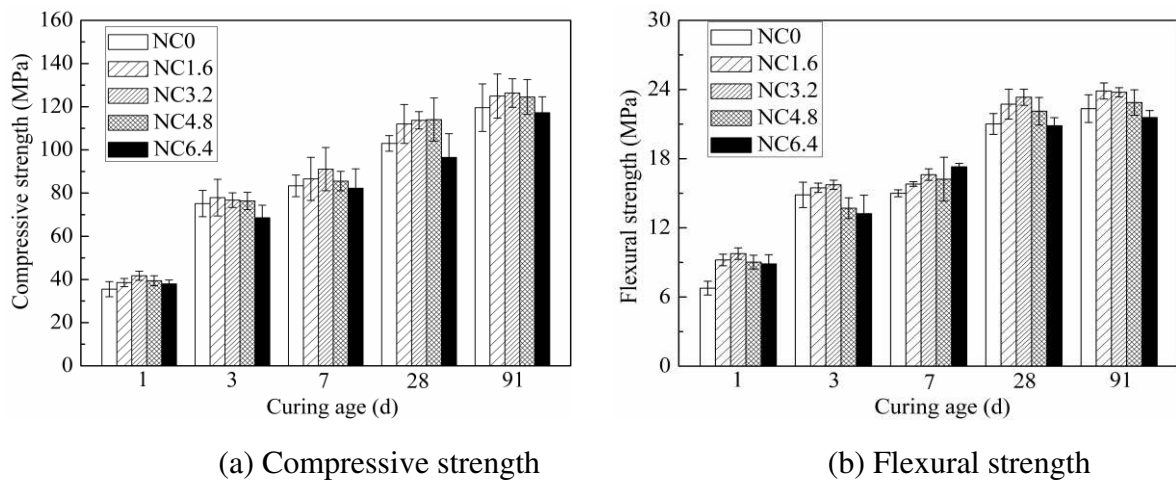 160
140
120
100
80
60
40
20
0
Compressive strength (MPa)
NC0
NC1.6
NC3.2
NC4.8
NC6.4
1 3 7 28 91
Curing age (d)
(a) Compressive strength
30
24
18
12
6
0
Flexural strength (MPa)
NC0
NC1.6
NC3.2
NC4.8
NC6.4
1 3 7 28 91
Curing age (d)
(b) Flexural strength